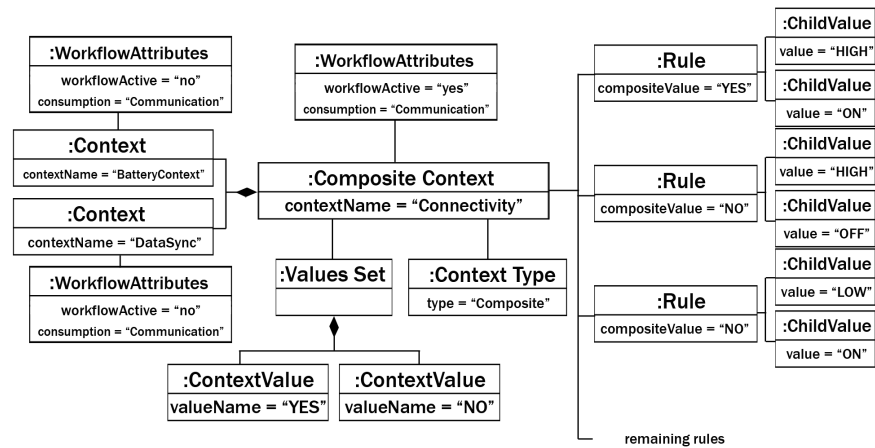 :WorkflowAttributes
workflowActive = “no”
consumption = “Communication”
:Context
contextName = “BatteryContext”
:Context
contextName = “DataSync”
:WorkflowAttributes
workflowActive = “no”
consumption = “Communication”
:WorkflowAttributes
workflowActive = “yes”
consumption = “Communication”
:Composite Context
contextName = “Connectivity”
:Values Set
:Context Type
type = “Composite”
:ContextValue
valueName = “YES”
:ContextValue
valueName = “NO”
:Rule
compositeValue = “YES”
:ChildValue
value = “HIGH”
:ChildValue
value = “ON”
:Rule
compositeValue = “NO”
:ChildValue
value = “HIGH”
:ChildValue
value = “OFF”
:Rule
compositeValue = “NO”
:ChildValue
value = “LOW”
:ChildValue
value = “ON”
remaining rules